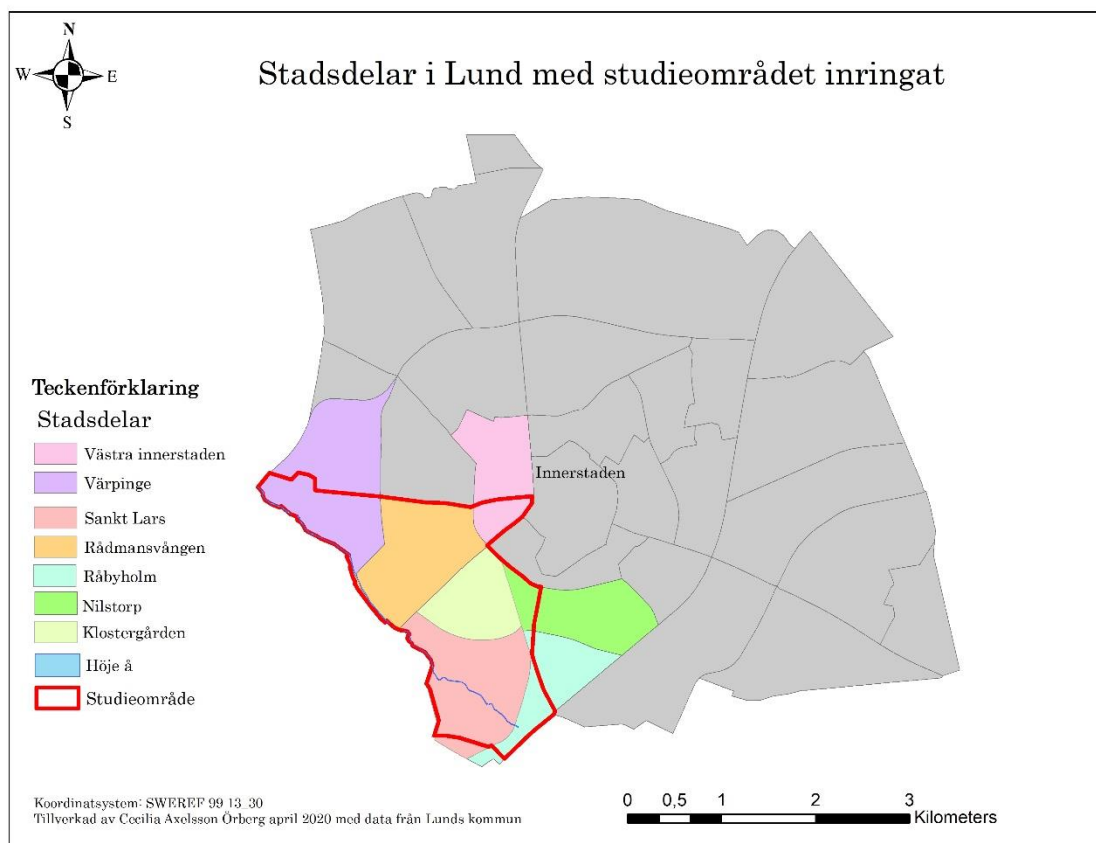 N
W E
S
Stadsdelar i Lund med studieområdet inringat
Innerstaden
Teckenförklaring
Stadsdelar
Västra innerstaden
Värpinge
Sankt Lars
Rådmansvången
Råbyholm
Nilstorp
Klostergården
Höje å
Studieområde
Koordinatsystem: SWEREF 99 13_30
Tillverkad av Cecilia Axelsson Örberg april 2020 med data från Lunds kommun
0 0,5 1 2 3
Kilometers